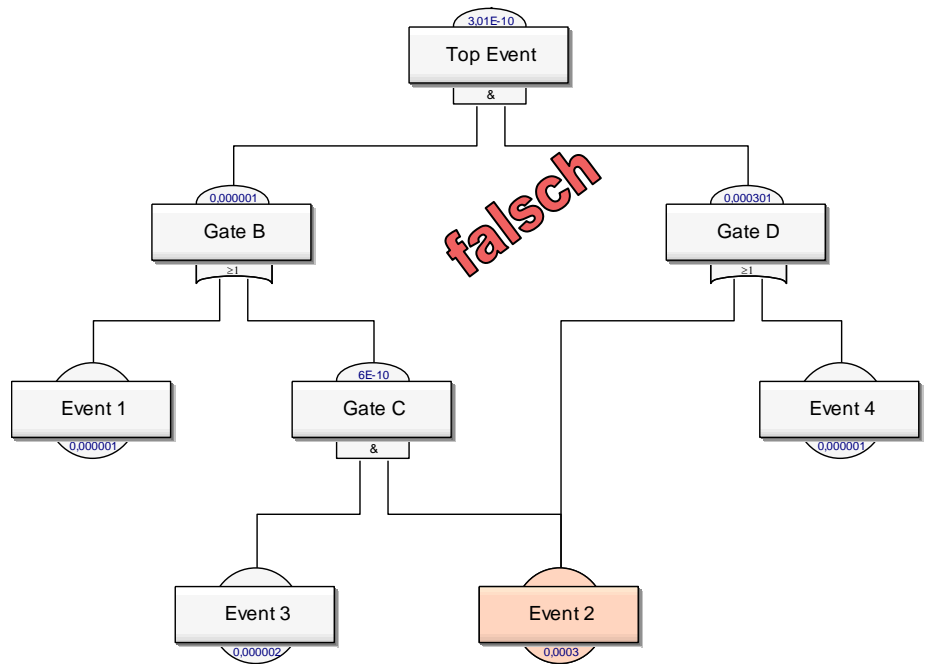 3,01E-10
Top Event
&
falsch
0,000001
Gate B
≥1
0,000301
Gate D
≥1
Event 1
0,000001
6E-10
Gate C
&
Event 4
0,000001
Event 3
0,000002
Event 2
0,0003